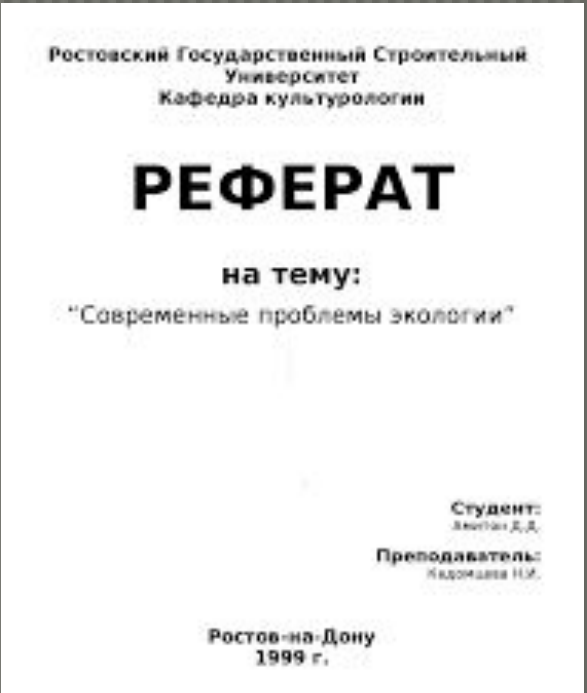 Ростовский Государственный Строительный
Университет
Кафедра культурологии
РЕФЕРАТ
на тему:
“Современные проблемы экологии”
Студент:
Д.Д.
Преподаватель:
Н.И.
Ростов-на-Дону
1999 г.